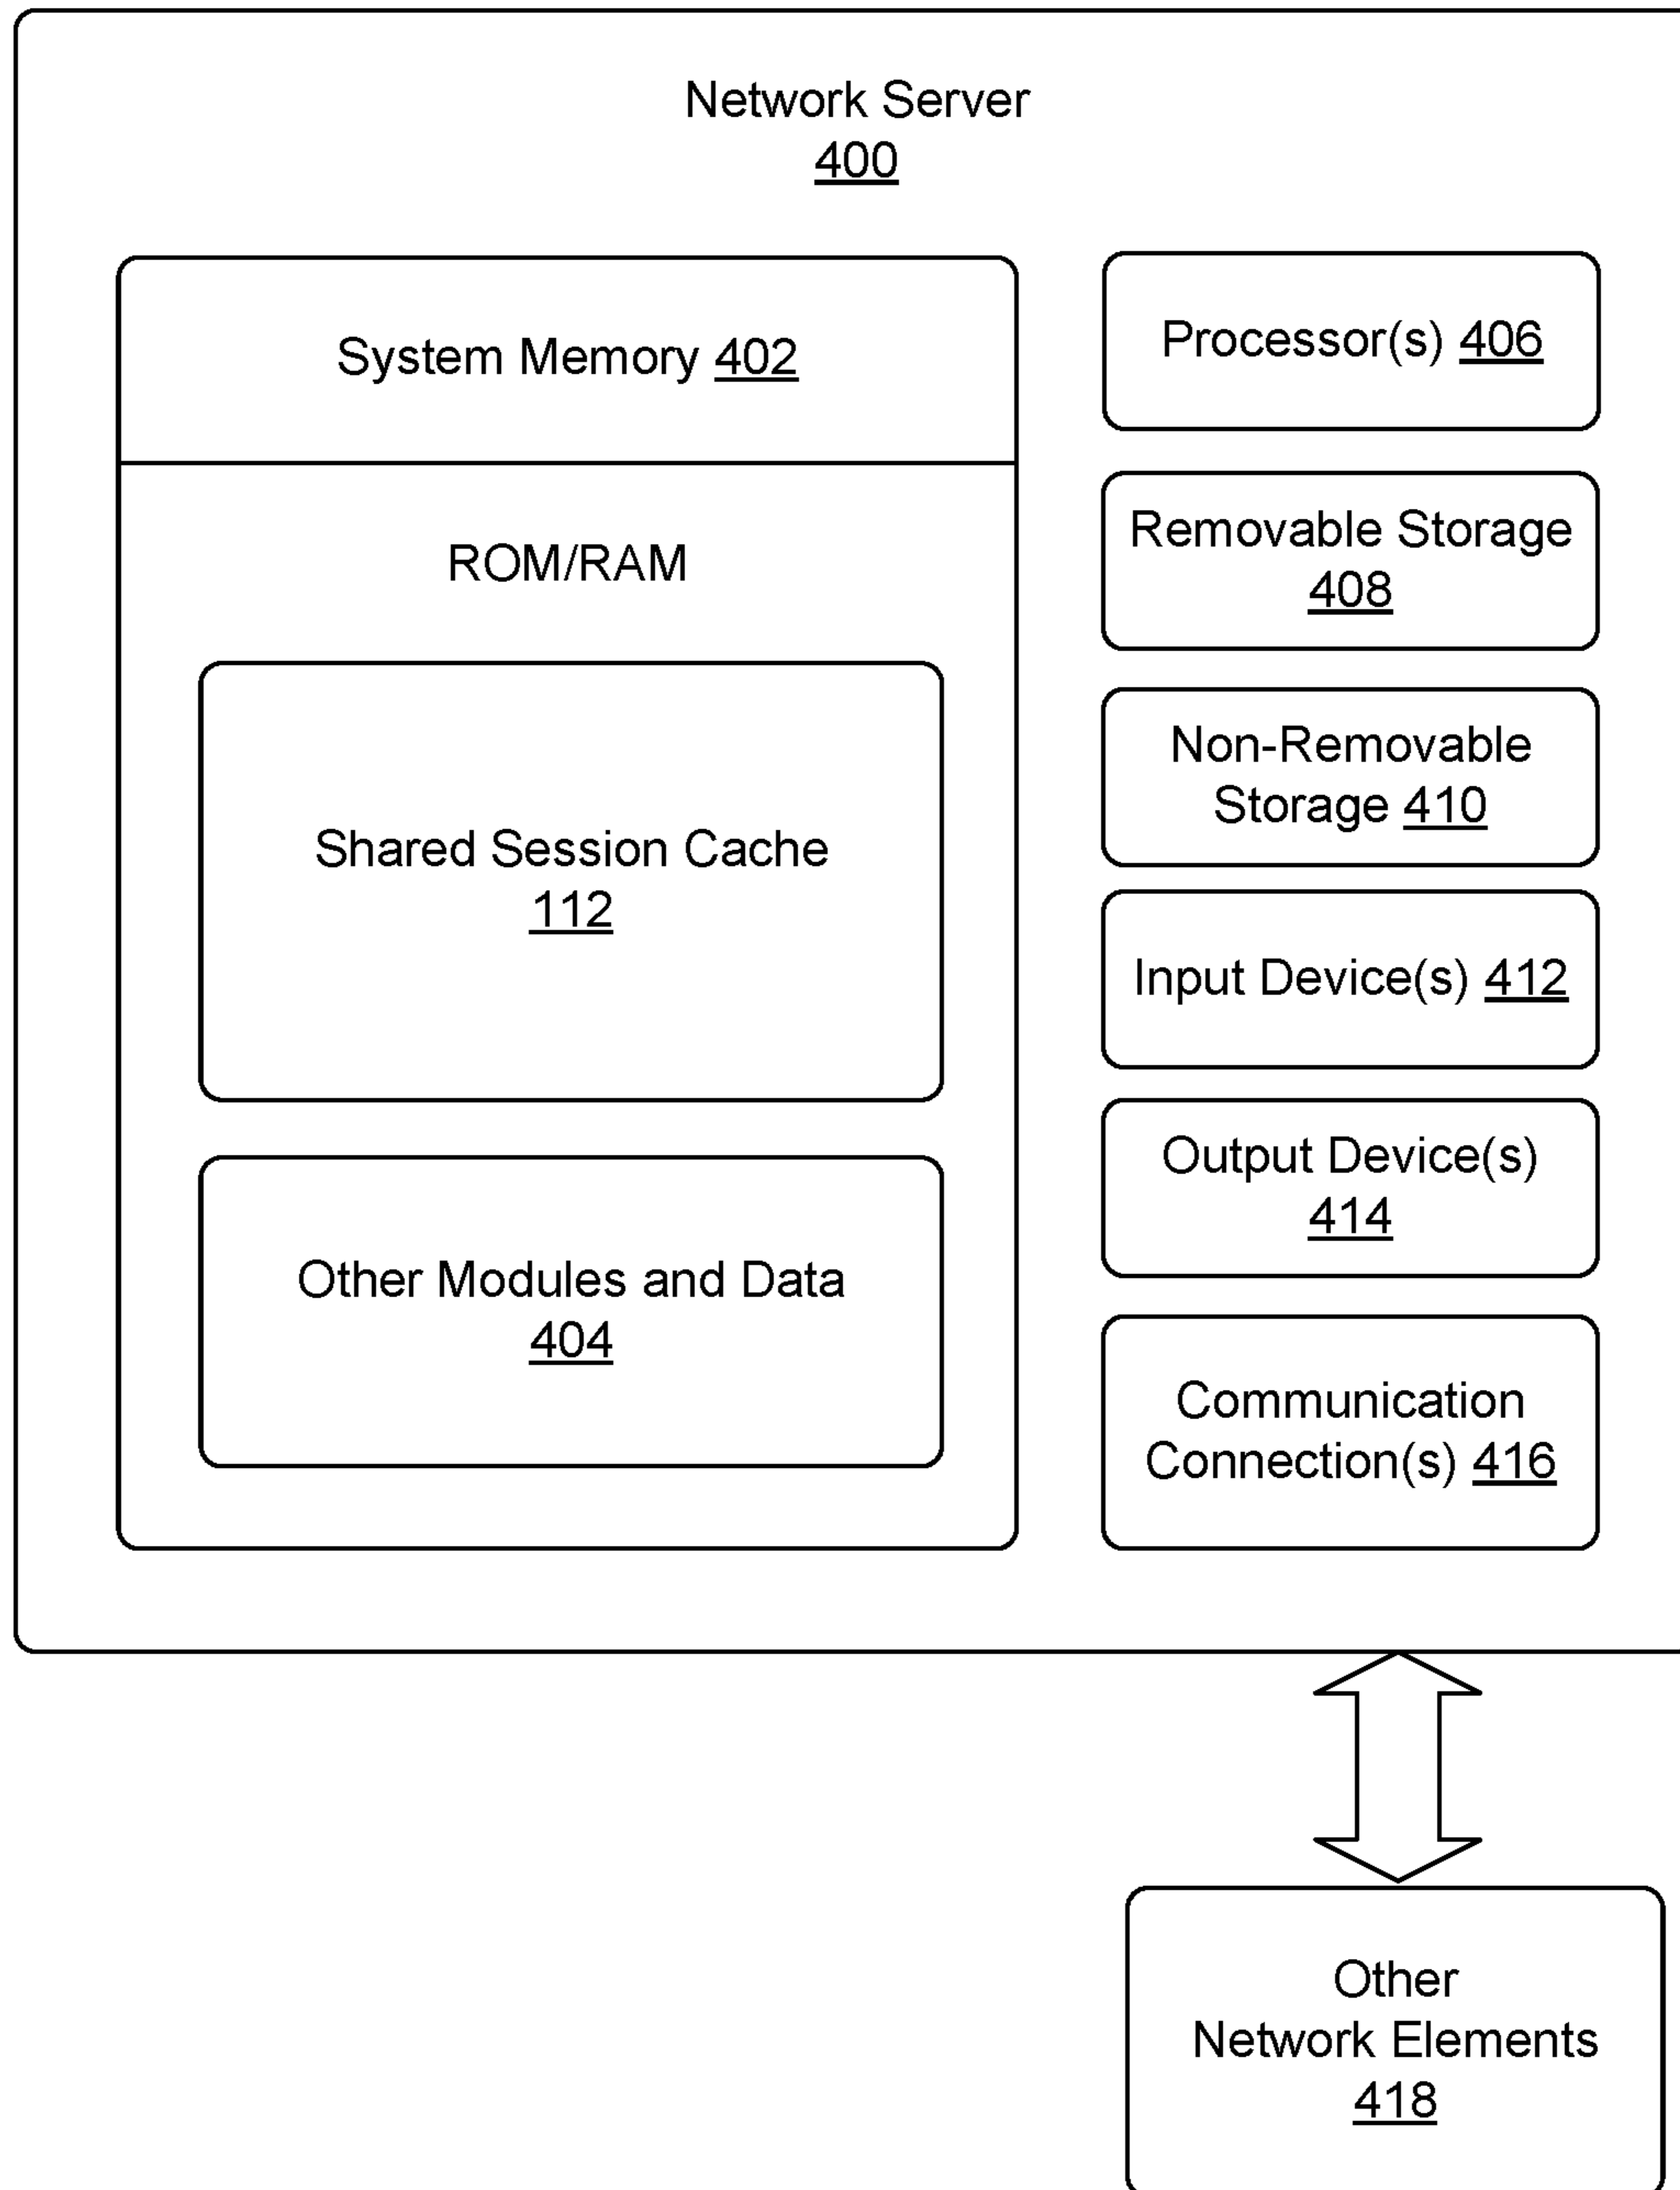 Network Server
400
System Memory 402
ROM/RAM
Shared Session Cache
112
Other Modules and Data
404
Processor(s) 406
Removable Storage
408
Non-Removable
Storage 410
Input Device(s) 412
Output Device(s)
414
Communication
Connection(s) 416
Other
Network Elements
418